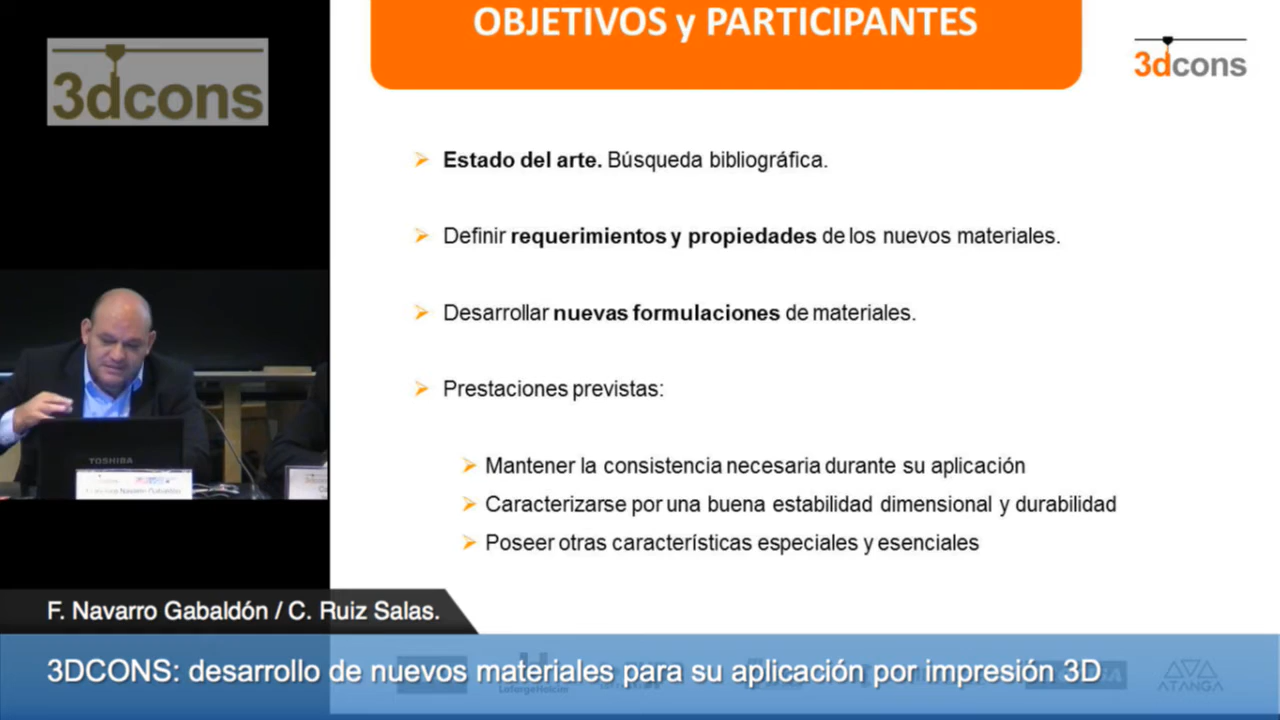 OBJETIVOS y PARTICIPANTES
3dcons
3dcons
Estado del arte. Búsqueda bibliográfica.
Definir requerimientos y propiedades de los nuevos materiales.
Desarrollar nuevas formulaciones de materiales.
Prestaciones previstas:
Mantener la consistencia necesaria durante su aplicación
Caracterizarse por una buena estabilidad dimensional y durabilidad
Poseer otras características especiales y esenciales
TOSHIBA
Francisco Navarro Gabaldón
F. Navarro Gabaldón / C. Ruiz Salas.
3DCONS: desarrollo de nuevos materiales para su aplicación por impresión 3D
LafargeHolcim
ATANGA